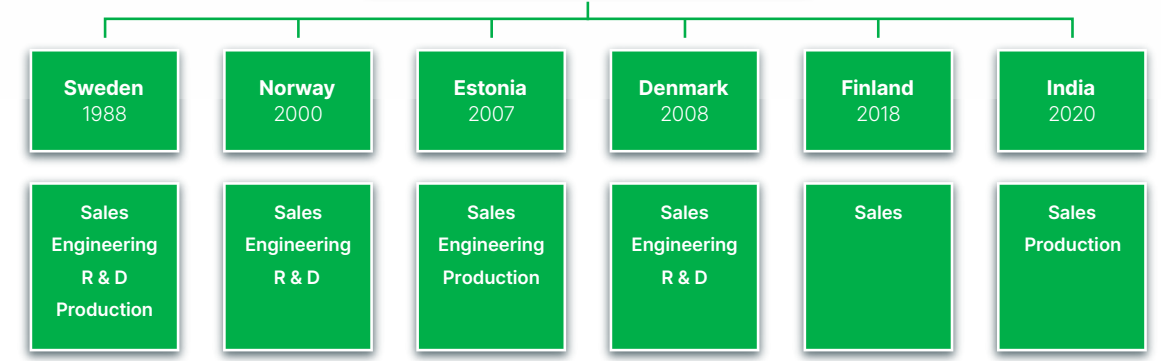 Sweden
1988
Norway
2000
Estonia
2007
Denmark
2008
Finland
2018
India
2020
Sales
Engineering
R & D
Production
Sales
Engineering
R & D
Sales
Engineering
Production
Sales
Engineering
R & D
Sales
Sales
Production